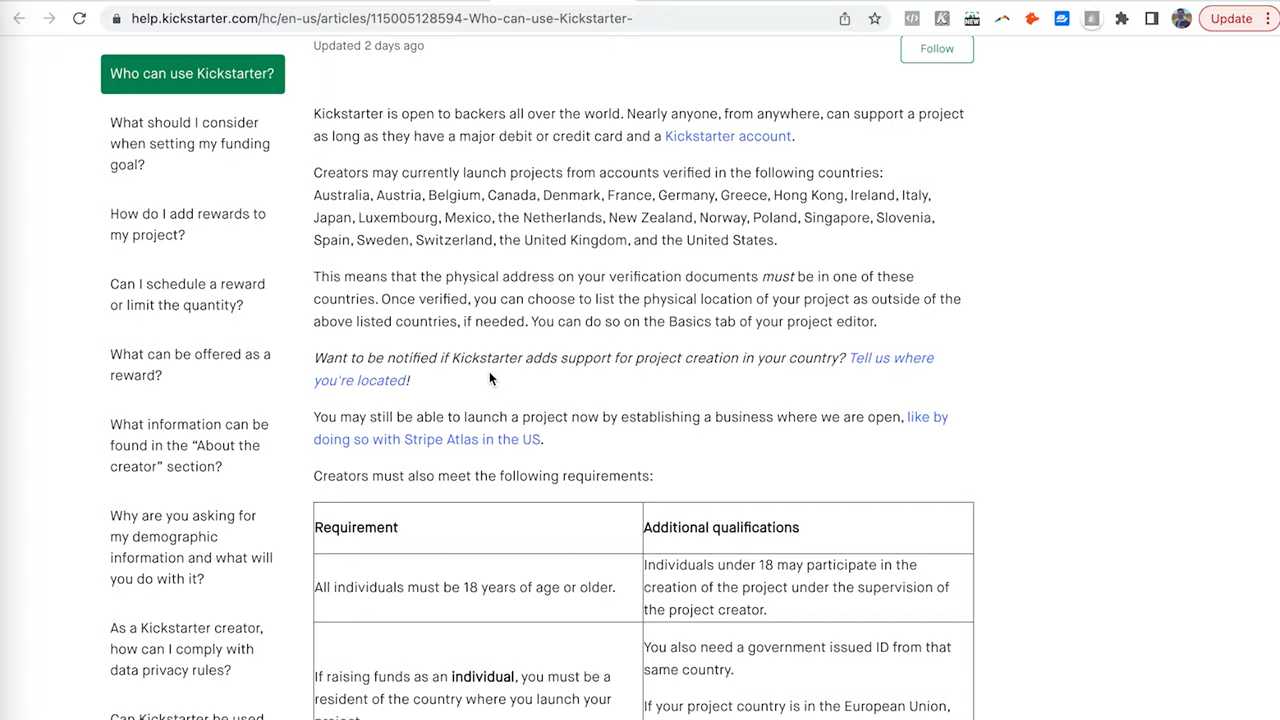 help.kickstarter.com/hc/en-us/articles/115005128594-Who-can-use-Kickstarter-
NEW
Update
Updated 2 days ago
Follow
Who can use Kickstarter?
What should I consider
when setting my funding
goal?
How do I add rewards to
my project?
Can I schedule a reward
or limit the quantity?
What can be offered as a
reward?
What information can be
found in the “About the
creator” section?
Why are you asking for
my demographic
information and what will
you do with it?
As a Kickstarter creator,
how can I comply with
data privacy rules?
Can Kickstarter be used
Kickstarter is open to backers all over the world. Nearly anyone, from anywhere, can support a project
as long as they have a major debit or credit card and a Kickstarter account.
Creators may currently launch projects from accounts verified in the following countries:
Australia, Austria, Belgium, Canada, Denmark, France, Germany, Greece, Hong Kong, Ireland, Italy,
Japan, Luxembourg, Mexico, the Netherlands, New Zealand, Norway, Poland, Singapore, Slovenia,
Spain, Sweden, Switzerland, the United Kingdom, and the United States.
This means that the physical address on your verification documents must be in one of these
countries. Once verified, you can choose to list the physical location of your project as outside of the
above listed countries, if needed. You can do so on the Basics tab of your project editor.
Want to be notified if Kickstarter adds support for project creation in your country? Tell us where
you're located!
You may still be able to launch a project now by establishing a business where we are open, like by
doing so with Stripe Atlas in the US.
Creators must also meet the following requirements:
Requirement
Additional qualifications
All individuals must be 18 years of age or older.
Individuals under 18 may participate in the
creation of the project under the supervision of
the project creator.
If raising funds as an individual, you must be a
resident of the country where you launch your
You also need a government issued ID from that
same country.
If your project country is in the European Union,